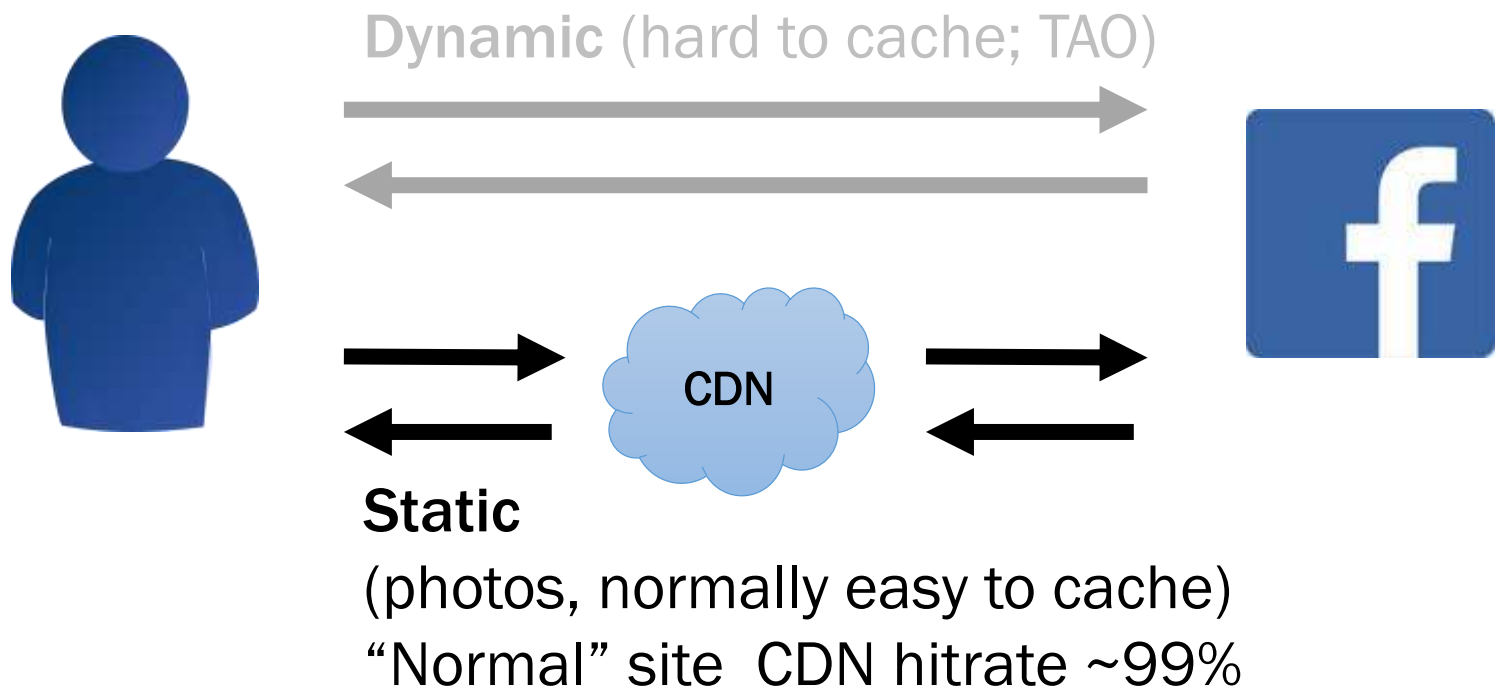 Dynamic (hard to cache; TAO)
f
CDN
Static
(photos, normally easy to cache)
“Normal” site  CDN hitrate ~99%